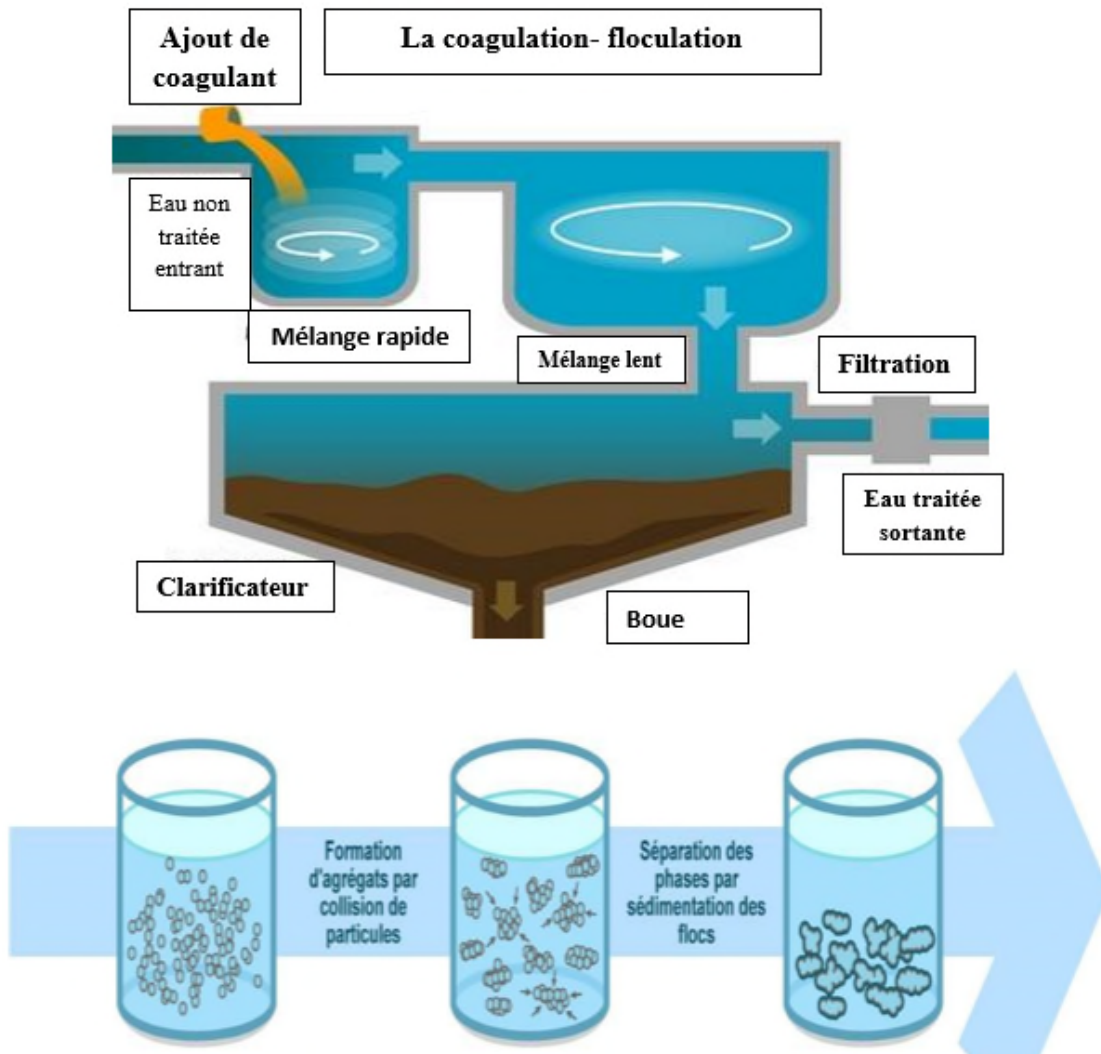 Ajout de
coagulant
La coagulation- floculation
Eau non
traitée
entrant
Mélange rapide
Mélange lent
Filtration
Eau traitée
sortante
Clarificateur
Boue
Formation
d'agrégats par
collision de
particules
Séparation des
phases par
sédimentation des
flocs